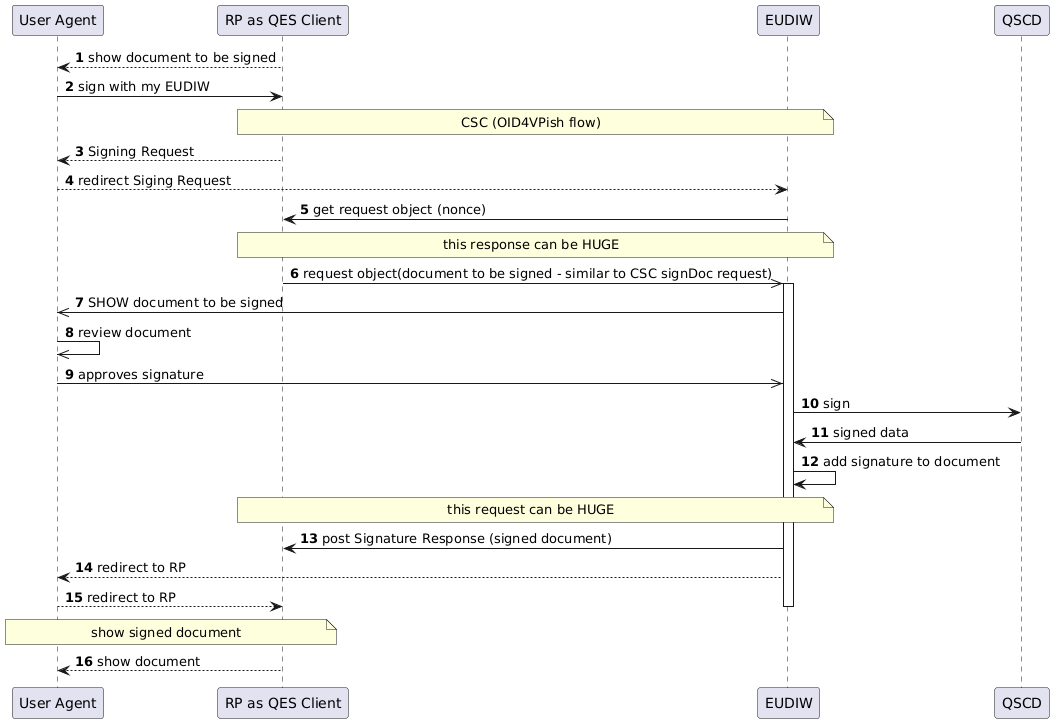 User Agent
RP as QES Client
EUDIW
QSCD
1 show document to be signed
2 sign with my EUDIW
CSC (OID4VPish flow)
3 Signing Request
4 redirect Siging Request
5 get request object (nonce)
this response can be HUGE
6 request object(document to be signed - similar to CSC signDoc request)
7 SHOW document to be signed
8 review document
9 approves signature
10 sign
11 signed data
12 add signature to document
this request can be HUGE
13 post Signature Response (signed document)
14 redirect to RP
15 redirect to RP
show signed document
16 show document
User Agent
RP as QES Client
EUDIW
QSCD